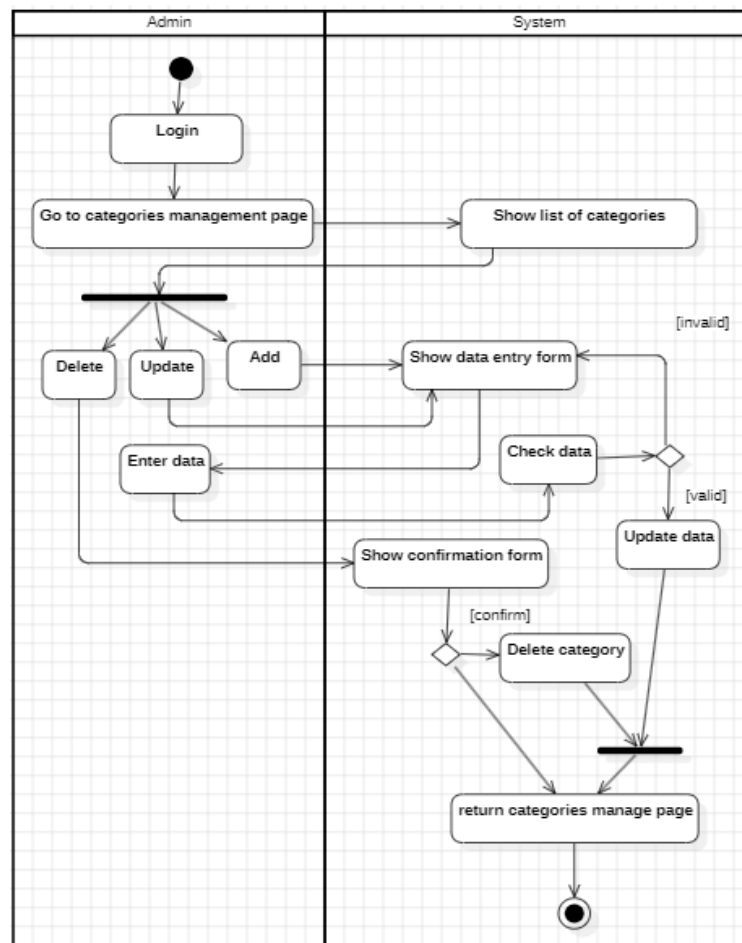 Admin
System
Login
Go to categories management page
Show list of categories
[invalid]
Delete
Update
Add
Show data entry form
Enter data
Check data
[valid]
Update data
Show confirmation form
[confirm]
Delete category
return categories manage page